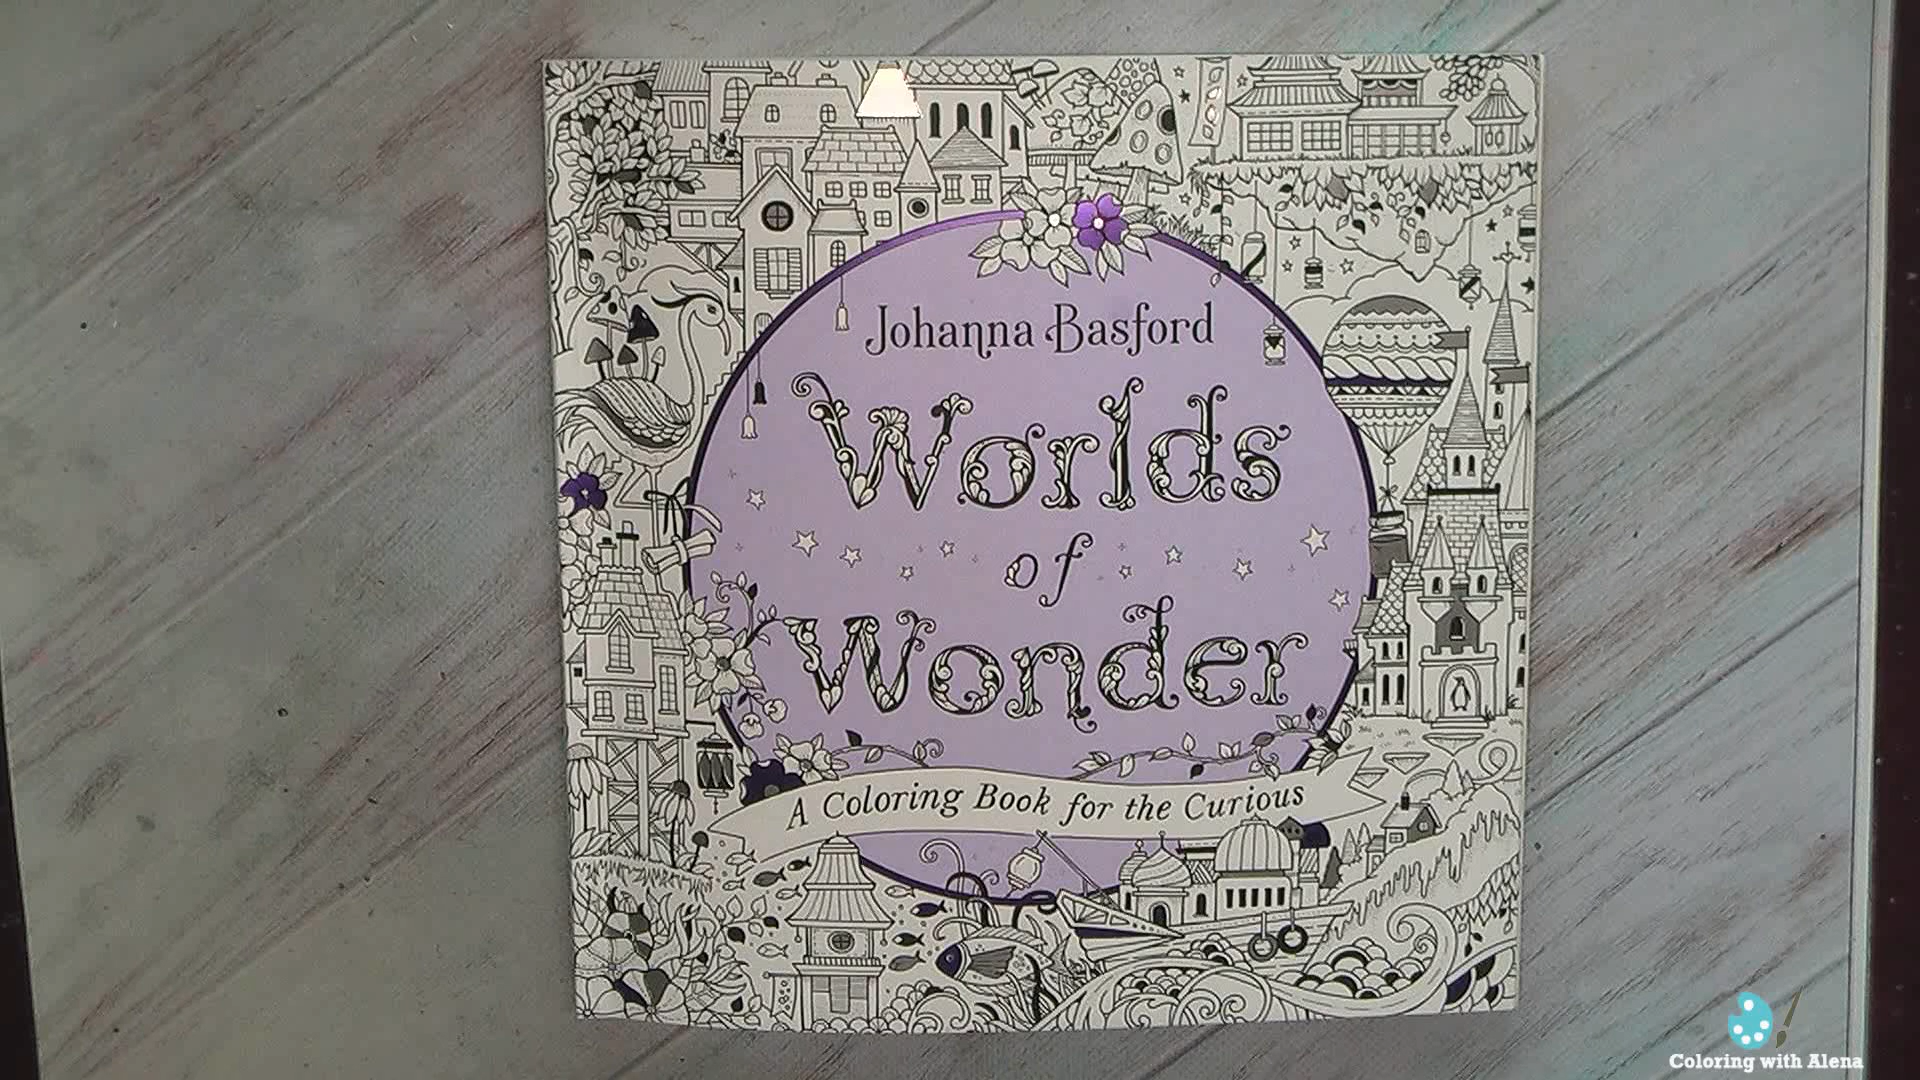 Johanna Basford
Worlds
of
Wonder
A Coloring Book for the Curious
Coloring with Alena